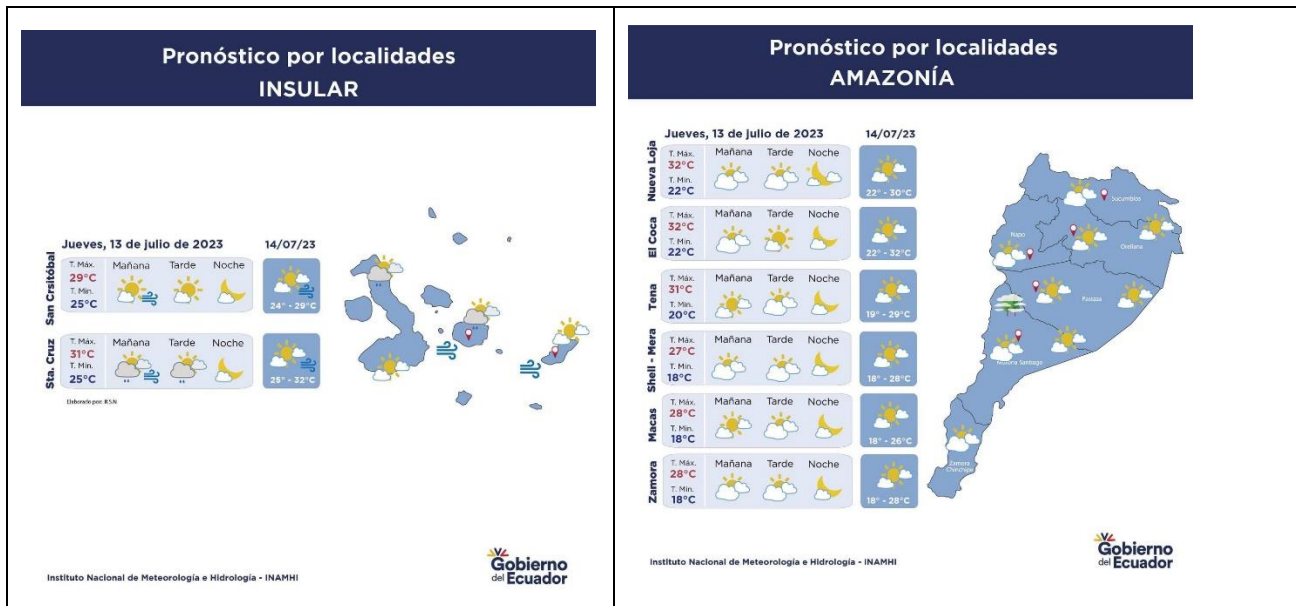 Pronóstico por localidades
INSULAR
Jueves, 13 de julio de 2023 14/07/23
San Crsitóbal
T. Máx. Mañana Tarde Noche
29°C
T. Min.
25°C
24° - 29°C
Sta. Cruz
T. Máx. Mañana Tarde Noche
31°C
T. Min.
25°C
25° - 32°C
Elaborado por: R.S.N
Instituto Nacional de Meteorología e Hidrología - INAMHI
Gobierno
del Ecuador
Pronóstico por localidades
AMAZONÍA
Jueves, 13 de julio de 2023 14/07/23
Nueva Loja
T. Máx. Mañana Tarde Noche
32°C
T. Min.
22°C
22° - 30°C
El Coca
T. Máx. Mañana Tarde Noche
32°C
T. Min.
22°C
22° - 32°C
Tena
T. Máx. Mañana Tarde Noche
31°C
T. Min.
20°C
19° - 29°C
Shell - Mera
T. Máx. Mañana Tarde Noche
27°C
T. Min.
18°C
18° - 28°C
Macas
T. Máx. Mañana Tarde Noche
28°C
T. Min.
18°C
18° - 26°C
Zamora
T. Máx. Mañana Tarde Noche
28°C
T. Min.
18°C
18° - 28°C
Sucumbíos
Napo
Orellana
Pastaza
Morona Santiago
Zamora
Chinchipe
Instituto Nacional de Meteorología e Hidrología - INAMHI
Gobierno
del Ecuador